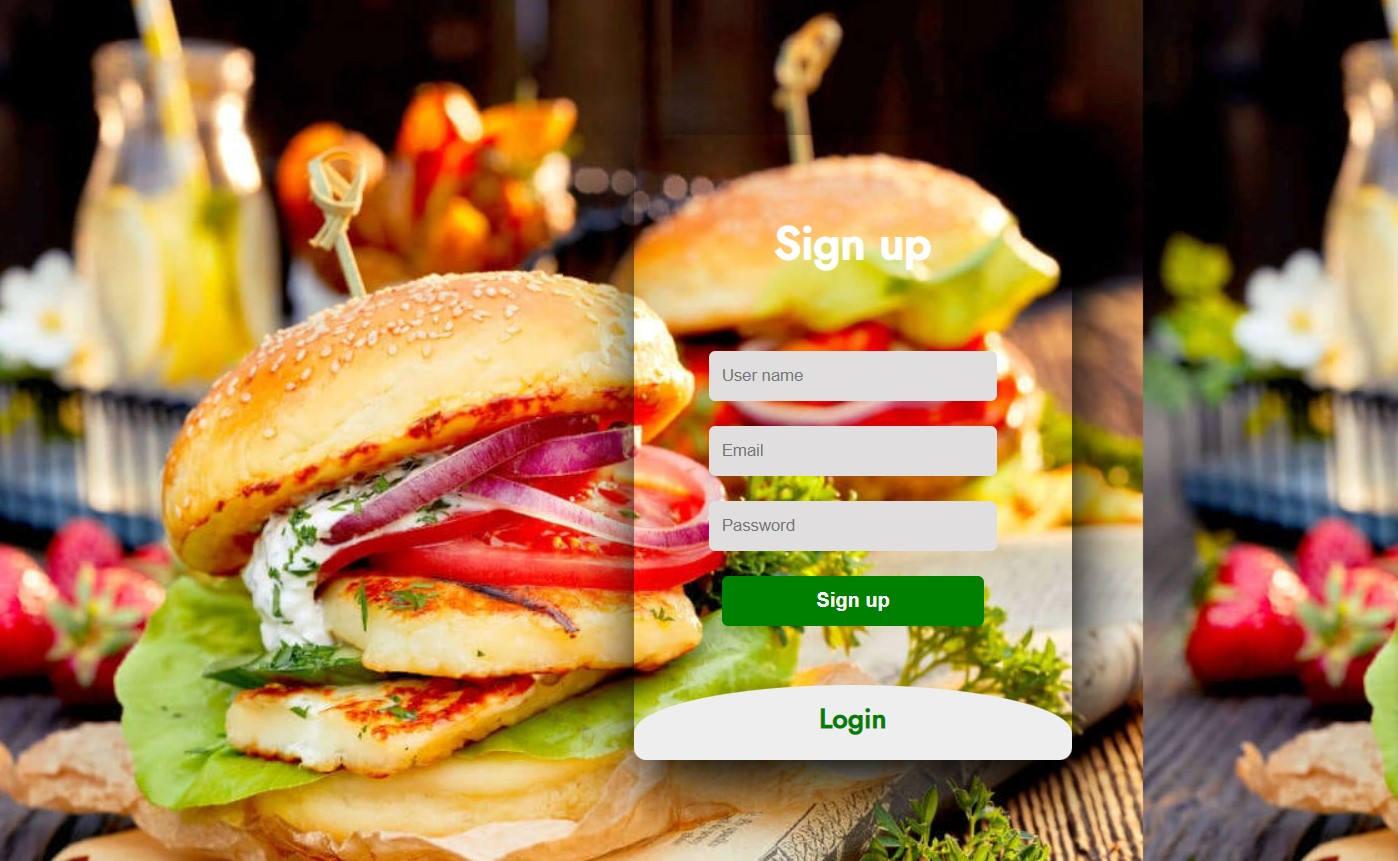 Sign up
User name
Email
Password
Sign up
Login